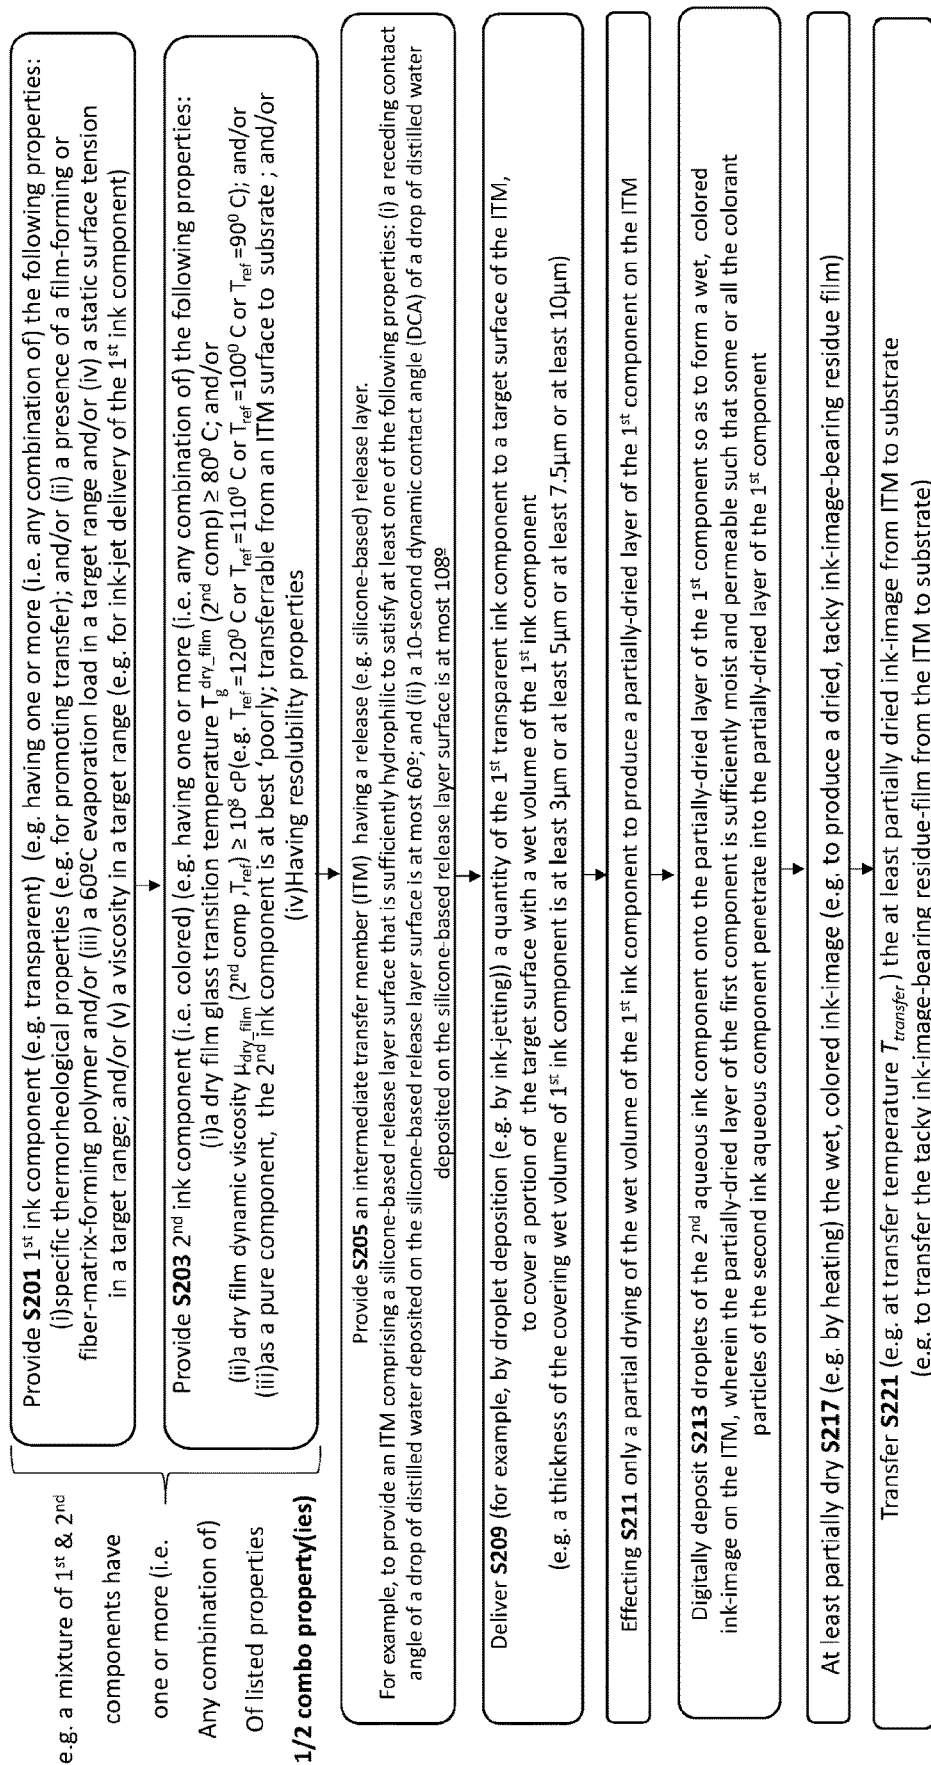 e.g. a mixture of 1st & 2nd
components have
one or more (i.e.
Any combination of)
Of listed properties
1/2 combo property(ies)
Provide S201 1st ink component (e.g. transparent) (e.g. having one or more (i.e. any combination of) the following properties:
(i)specific thermorheological properties (e.g. for promoting transfer); and/or (ii) a presence of a film-forming or
fiber-matrix-forming polymer and/or (iii) a 60ºC evaporation load in a target range and/or (iv) a static surface tension
in a target range; and/or (v) a viscosity in a target range (e.g. for ink-jet delivery of the 1st ink component)
Provide S203 2nd ink component (i.e. colored) (e.g. having one or more (i.e. any combination of) the following properties:
(i)a dry film glass transition temperature Tg dry_film (2nd comp) ≥ 80⁰ C; and/or
(ii)a dry film dynamic viscosity μdry_film (2nd comp ,Tref) ≥ 10⁸ cP(e.g. Tref =120⁰ C or Tref =110⁰ C or Tref =100⁰ C or Tref =90⁰ C); and/or
(iii)as a pure component, the 2nd ink component is at best ‘poorly; transferrable from an ITM surface to subsrate ; and/or
(iv)Having resolubility properties
Provide S205 an intermediate transfer member (ITM) having a release (e.g. silicone-based) release layer.
For example, to provide an ITM comprising a silicone-based release layer surface that is sufficiently hydrophilic to satisfy at least one of the following properties: (i) a receding contact
angle of a drop of distilled water deposited on the silicone-based release layer surface is at most 60º; and (ii) a 10-second dynamic contact angle (DCA) of a drop of distilled water
deposited on the silicone-based release layer surface is at most 108º
Deliver S209 (for example, by droplet deposition (e.g. by ink-jetting)) a quantity of the 1st transparent ink component to a target surface of the ITM,
to cover a portion of the target surface with a wet volume of the 1st ink component
(e.g. a thickness of the covering wet volume of 1st ink component is at least 3μm or at least 5μm or at least 7.5μm or at least 10μm)
Effecting S211 only a partial drying of the wet volume of the 1st ink component to produce a partially-dried layer of the 1st component on the ITM
Digitally deposit S213 droplets of the 2nd aqueous ink component onto the partially-dried layer of the 1st component so as to form a wet, colored
ink-image on the ITM, wherein the partially-dried layer of the first component is sufficiently moist and permeable such that some or all the colorant
particles of the second ink aqueous component penetrate into the partially-dried layer of the 1st component
At least partially dry S217 (e.g. by heating) the wet, colored ink-image (e.g. to produce a dried, tacky ink-image-bearing residue film)
Transfer S221 (e.g. at transfer temperature Ttransfer ) the at least partially dried ink-image from ITM to substrate
(e.g. to transfer the tacky ink-image-bearing residue-film from the ITM to substrate)